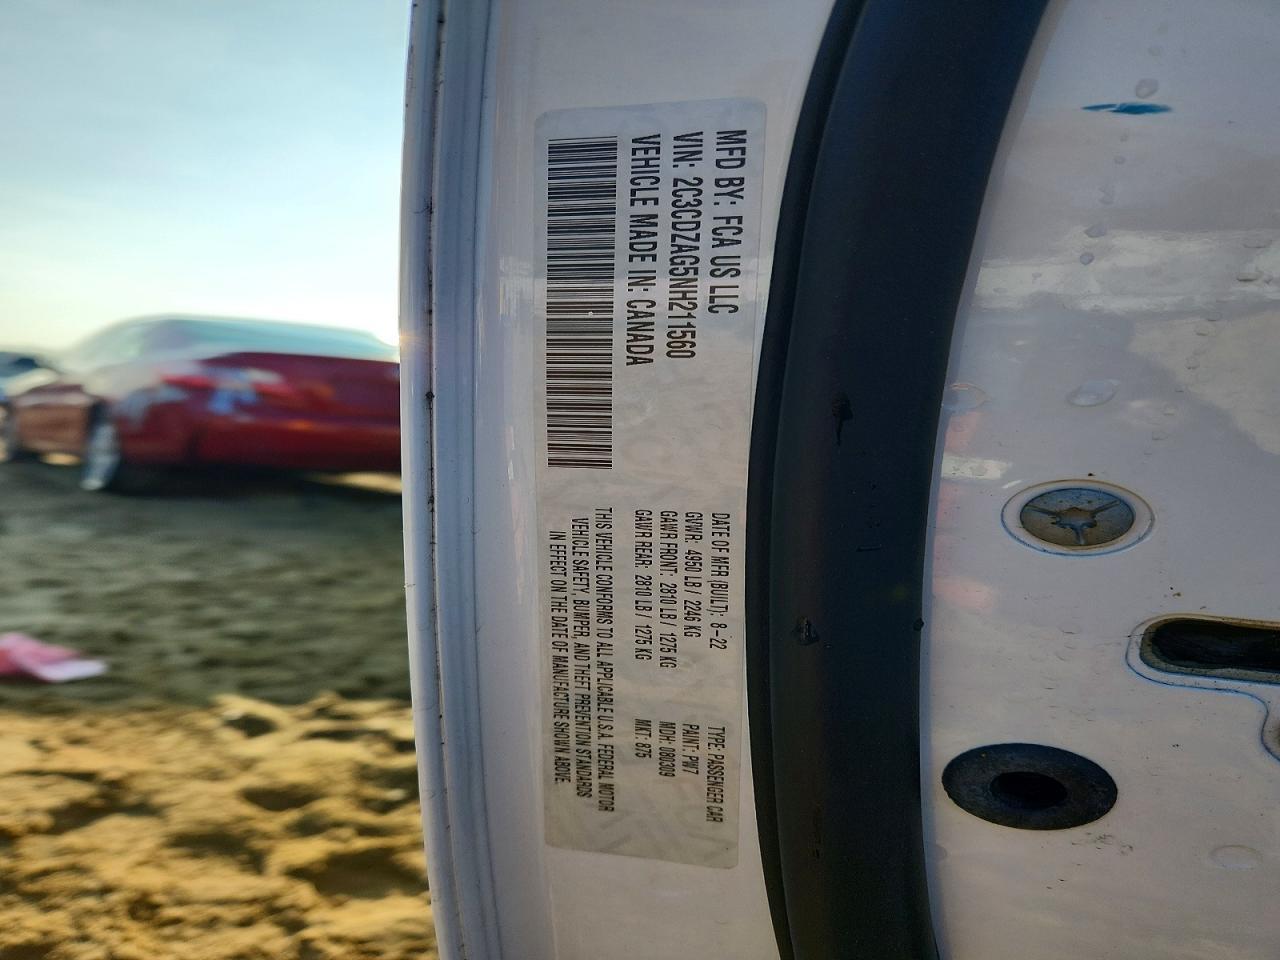 MFD BY: FCA US LLC
VIN: 2C3CDZAG5NH211560
VEHICLE MADE IN: CANADA
DATE OF MFR (BUILT): 8-22
GVWR: 4950 LB / 2246 KG
GAWR FRONT: 2810 LB / 1275 KG
GAWR REAR: 2810 LB / 1275 KG
THIS VEHICLE CONFORMS TO ALL APPLICABLE U.S.A. FEDERAL MOTOR
VEHICLE SAFETY, BUMPER, AND THEFT PREVENTION STANDARDS
IN EFFECT ON THE DATE OF MANUFACTURE SHOWN ABOVE.
TYPE: PASSENGER CAR
PAINT: PW7
MDH: 080309
MKT: 875